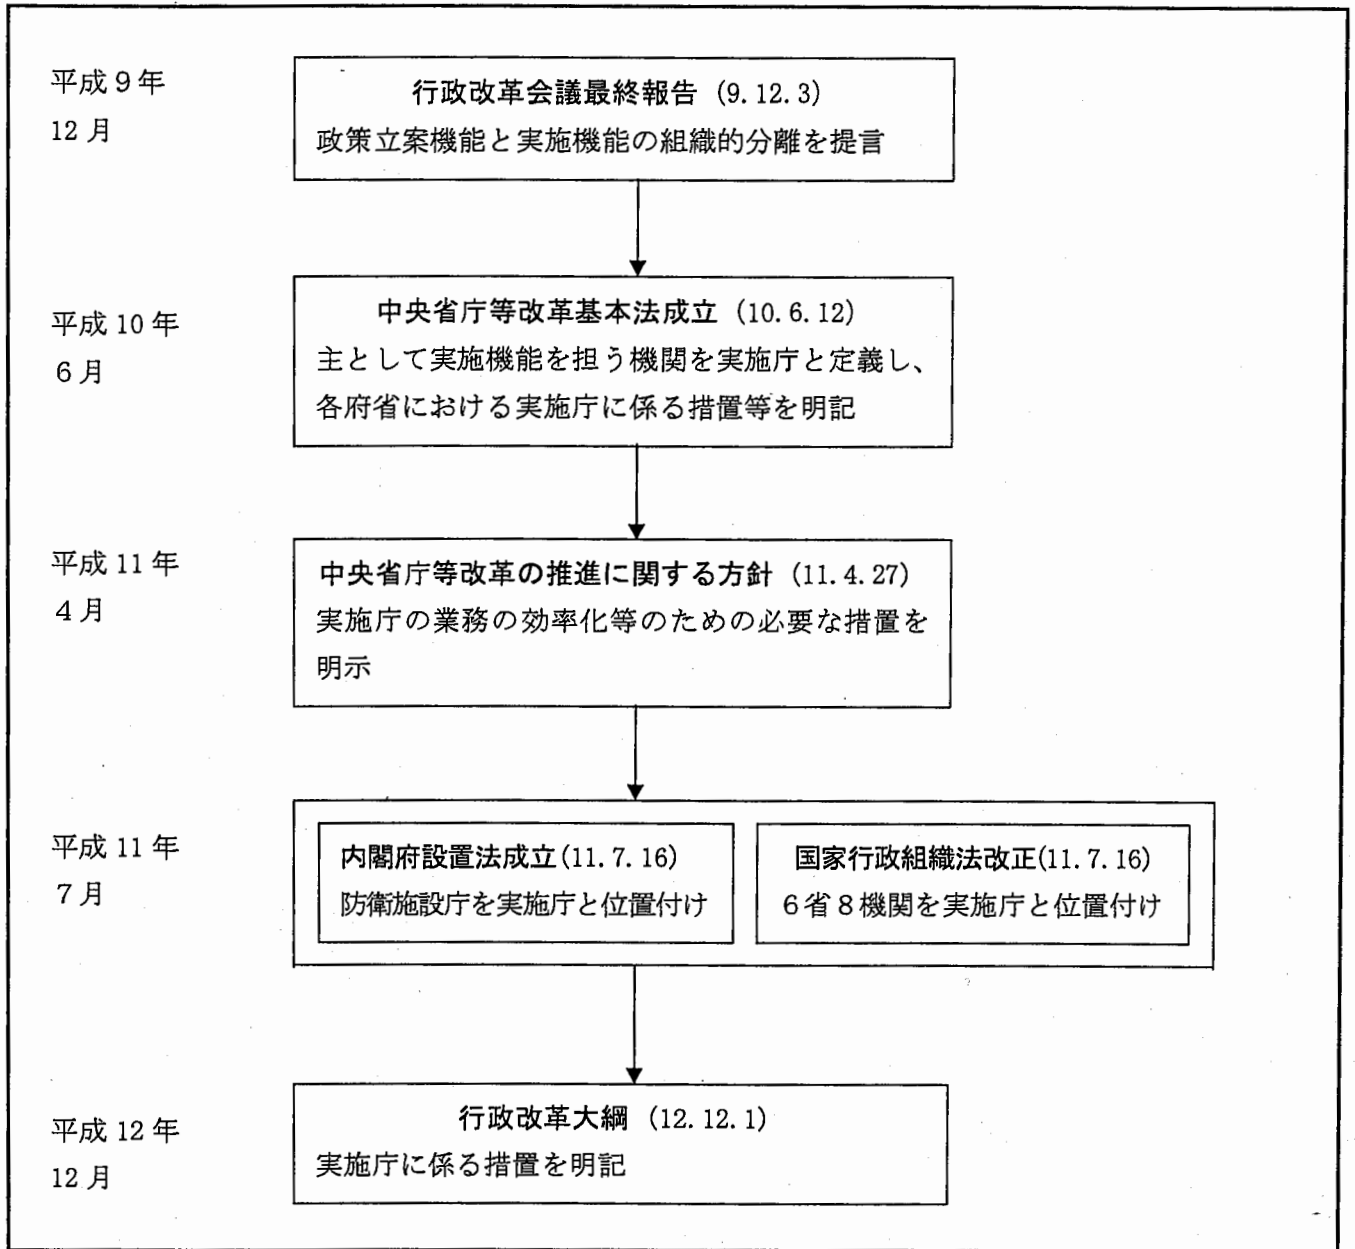 平成９年
12月
行政改革会議最終報告（9.12.3）
政策立案機能と実施機能の組織的分離を提言
平成10年
６月
中央省庁等改革基本法成立（10.6.12）
主として実施機能を担う機関を実施庁と定義し、
各府省における実施庁に係る措置等を明記
平成11年
４月
中央省庁等改革の推進に関する方針（11.4.27）
実施庁の業務の効率化等のための必要な措置を
明示
平成11年
７月
内閣府設置法成立(11.7.16)
防衛施設庁を実施庁と位置付け
国家行政組織法改正(11.7.16)
６省８機関を実施庁と位置付け
平成12年
12月
行政改革大綱（12.12.1）
実施庁に係る措置を明記